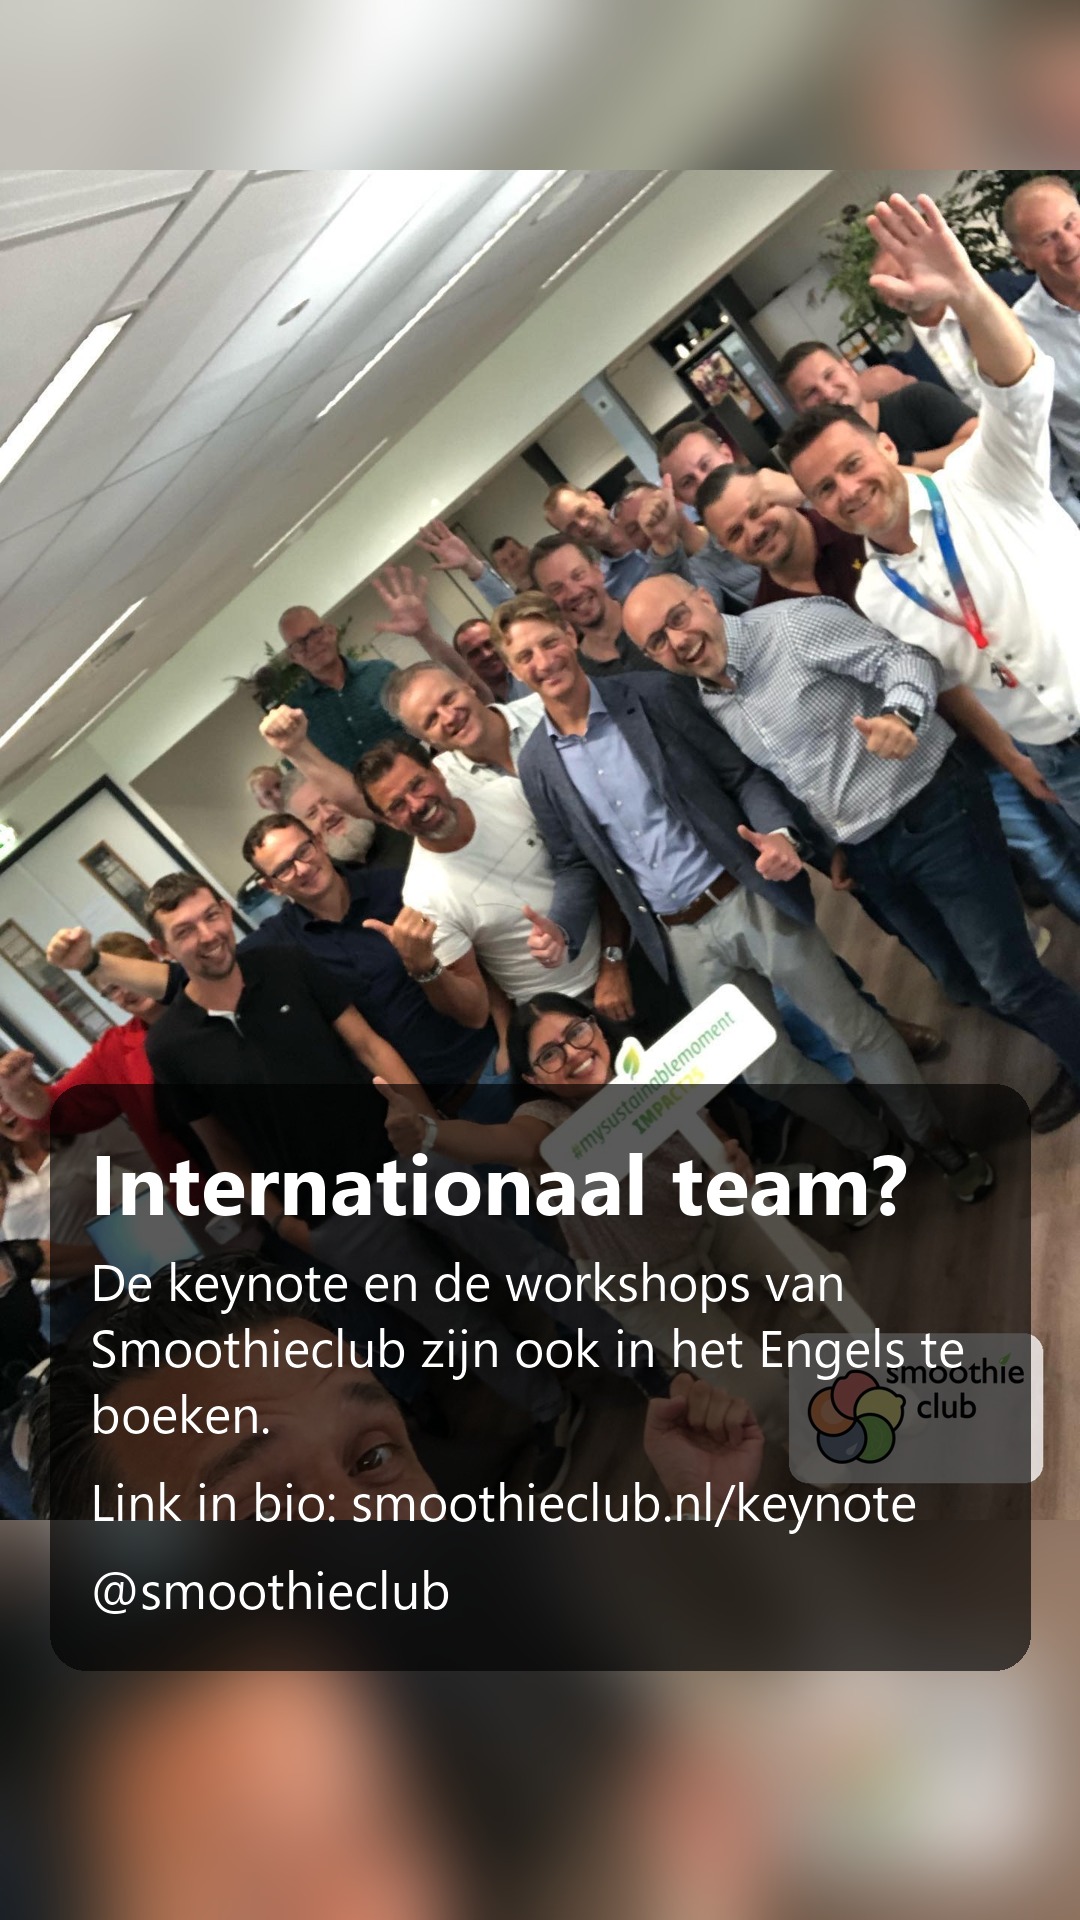 #mysustainablemoment
IMPACT25
Internationaal team?
De keynote en de workshops van
Smoothieclub zijn ook in het Engels te
boeken.
smoothie
club
Link in bio: smoothieclub.nl/keynote
@smoothieclub